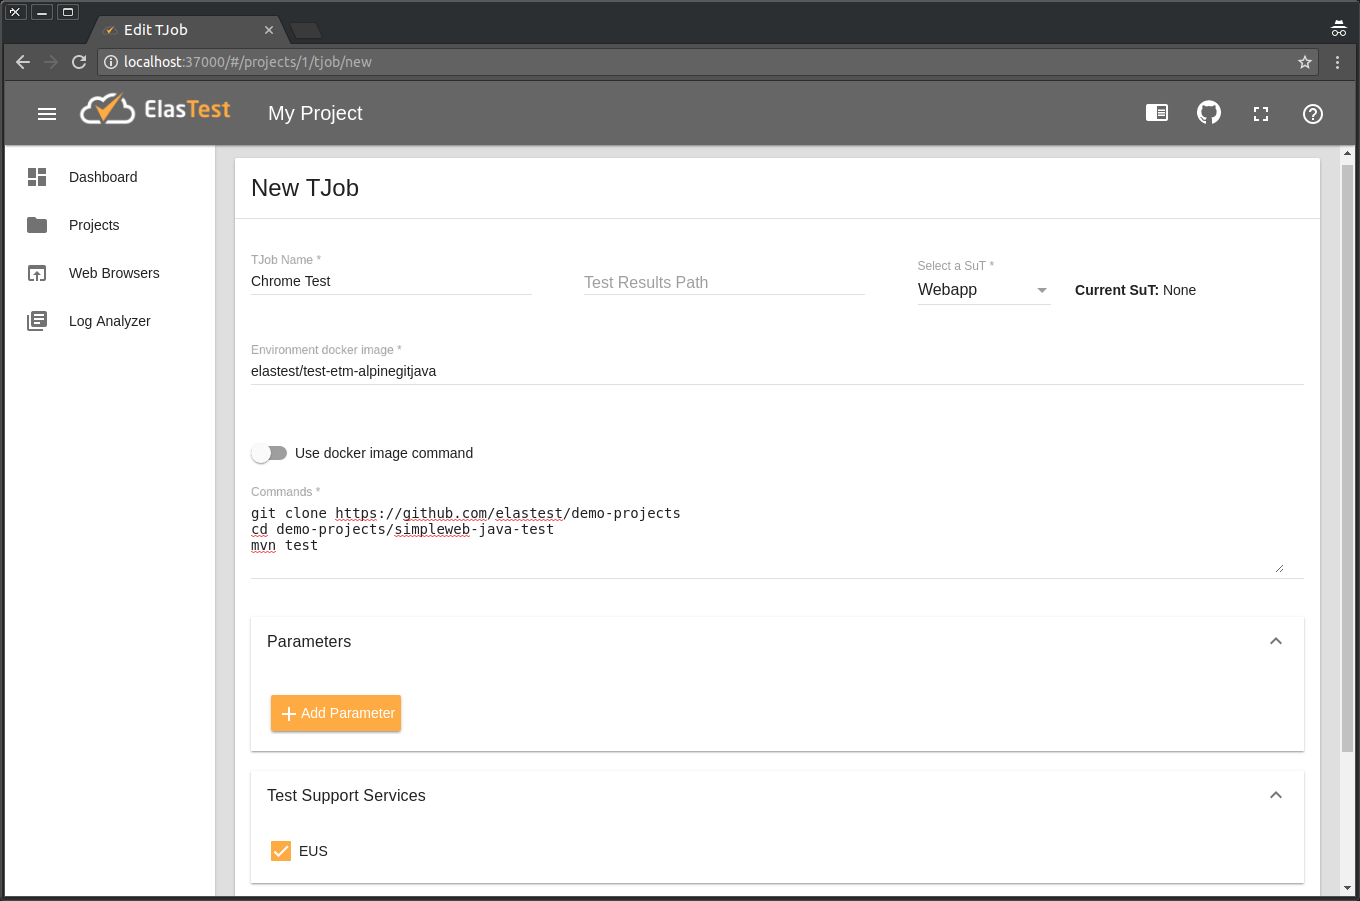 Edit TJob
localhost:37000/#/projects/1/tjob/new
ElasTest
My Project
Dashboard
Projects
Web Browsers
Log Analyzer
New TJob
TJob Name *
Chrome Test
Test Results Path
Select a SuT *
Webapp
Current SuT: None
Environment docker image *
elastest/test-etm-alpinegitjava
Use docker image command
Commands *
git clone https://github.com/elastest/demo-projects
cd demo-projects/simpleweb-java-test
mvn test
Parameters
Add Parameter
Test Support Services
EUS